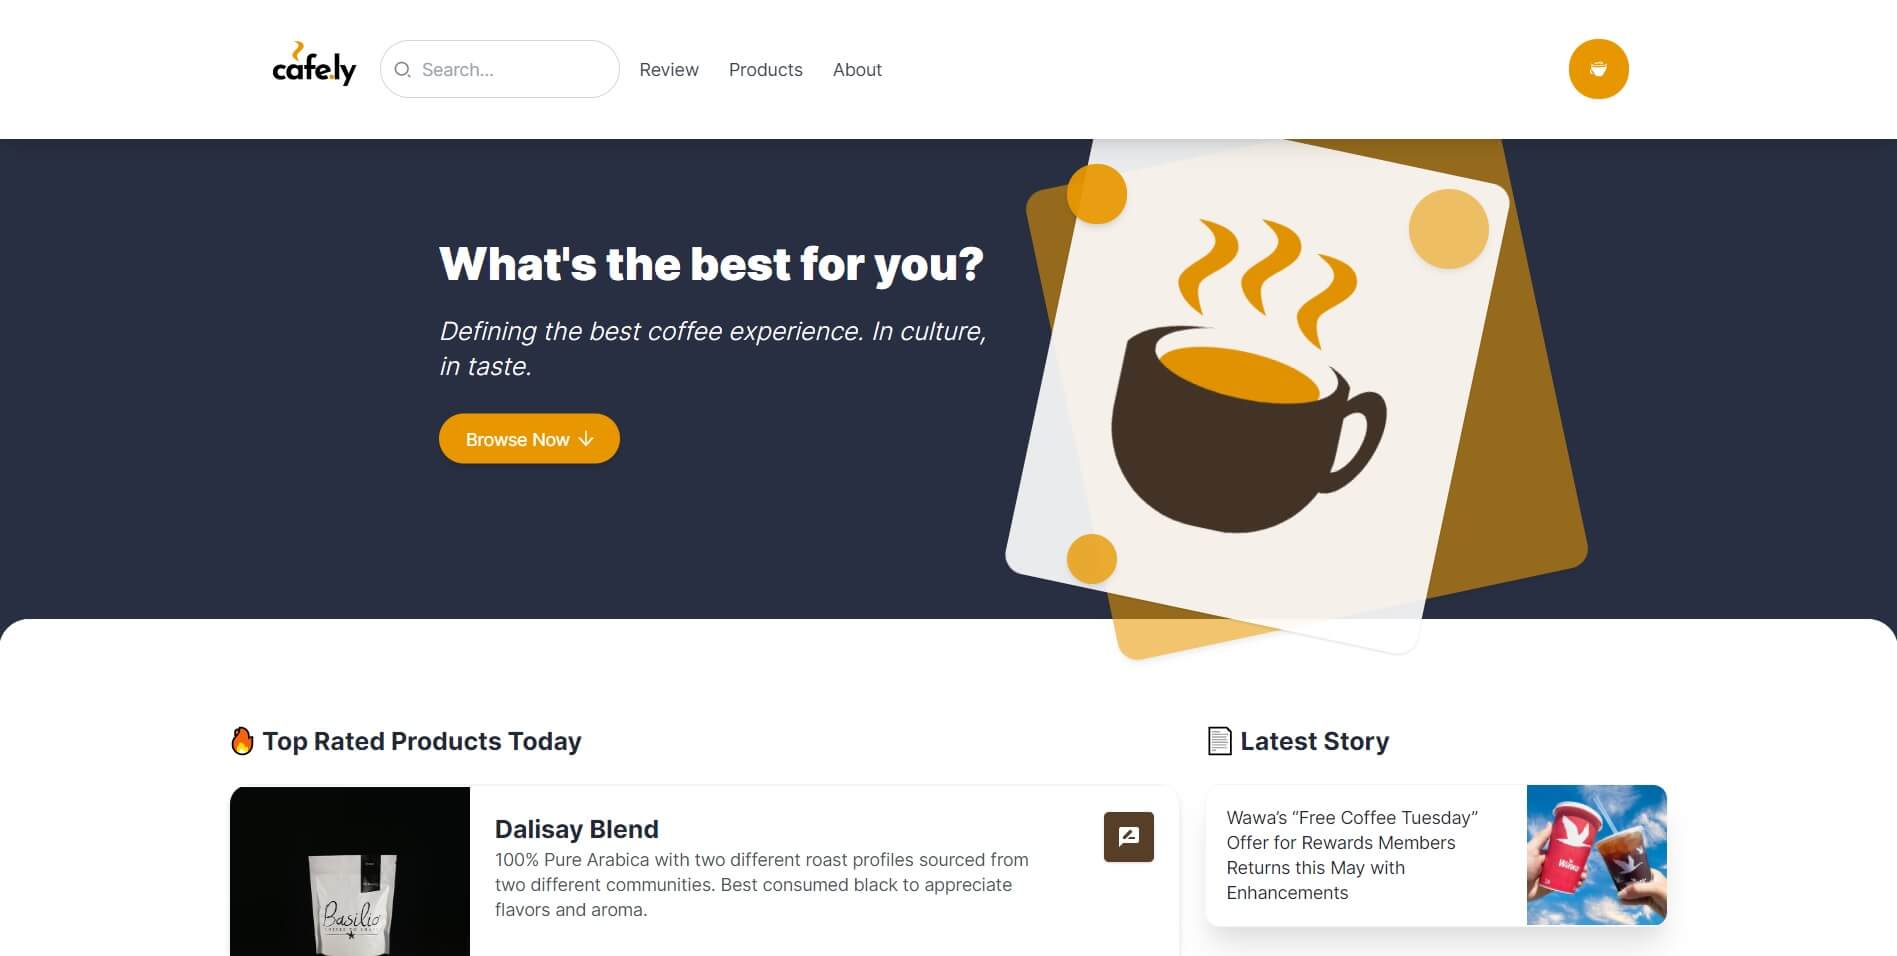 cafe.ly
Search...
Review
Products
About
What's the best for you?
Defining the best coffee experience. In culture,
in taste.
Browse Now
Top Rated Products Today
Latest Story
Dalisay Blend
100% Pure Arabica with two different roast profiles sourced from
two different communities. Best consumed black to appreciate
flavors and aroma.
Basilio
Wawa’s “Free Coffee Tuesday”
Offer for Rewards Members
Returns this May with
Enhancements
Wawa